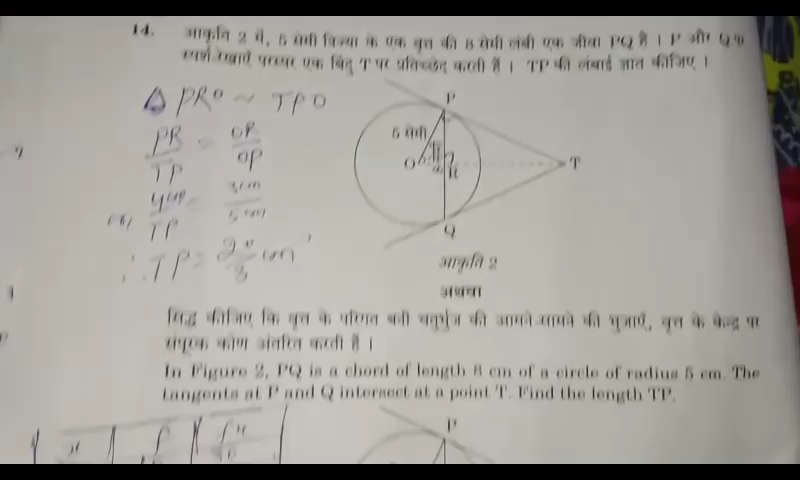 14. आकृति 2 में, 5 सेमी त्रिज्या के एक वृत्त की 8 सेमी लंबी एक जीवा PQ है । P और Q पर
स्पर्श-रेखाएँ परस्पर एक बिंदु T पर प्रतिच्छेद करती हैं । TP की लंबाई ज्ञात कीजिए ।
△ PRO ~ TPO
PR/TP = OR/OP
4cm/TP = 3cm/5cm
∴ TP = 20/3 cm
P
5 सेमी
O
R
T
Q
आकृति 2
अथवा
सिद्ध कीजिए कि वृत्त के परिगत बनी चतुर्भुज की आमने-सामने की भुजाएँ, वृत्त के केन्द्र पर
संपूरक कोण अंतरित करती हैं ।
In Figure 2, PQ is a chord of length 8 cm of a circle of radius 5 cm. The
tangents at P and Q intersect at a point T. Find the length TP.
P